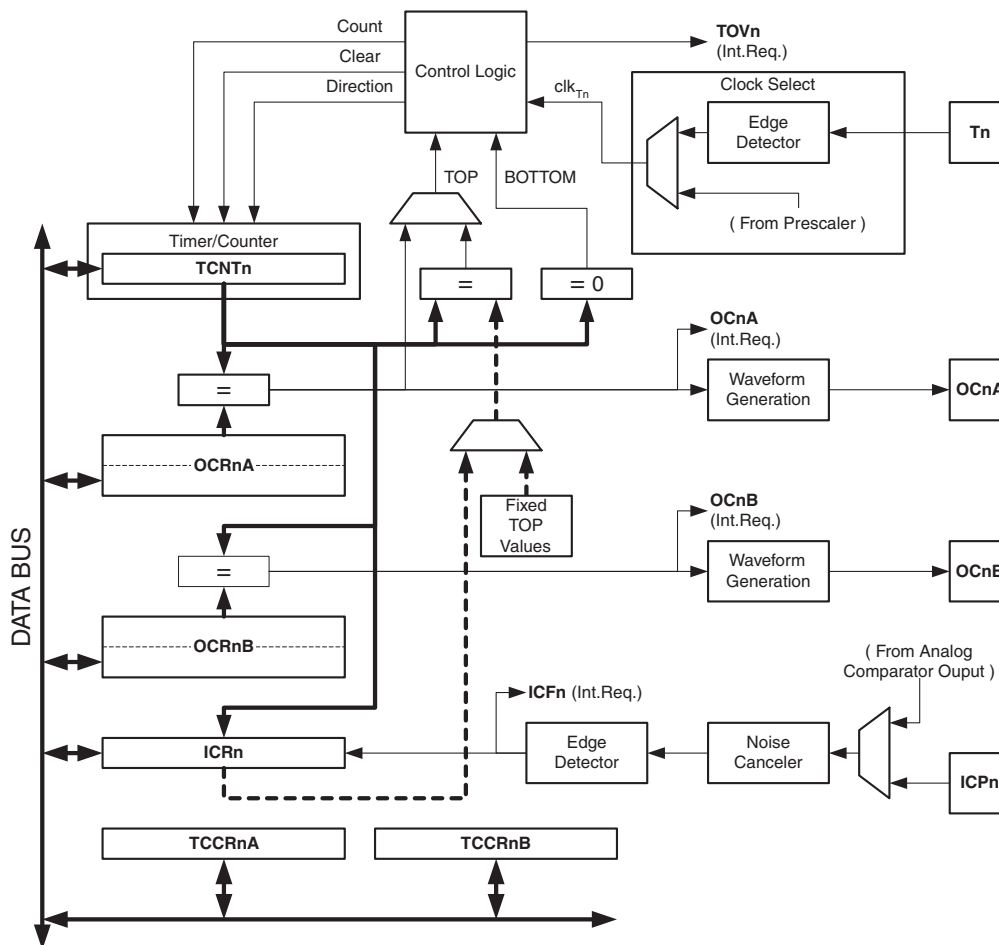 Count
Clear
Direction
Control Logic
TOVn
(Int.Req.)
clkTn
Clock Select
Edge
Detector
Tn
( From Prescaler )
TOP
BOTTOM
Timer/Counter
TCNTn
=
= 0
OCnA
(Int.Req.)
=
Waveform
Generation
OCnA
OCRnA
Fixed
TOP
Values
OCnB
(Int.Req.)
=
Waveform
Generation
OCnB
OCRnB
DATA BUS
( From Analog
Comparator Ouput )
ICFn (Int.Req.)
ICRn
Edge
Detector
Noise
Canceler
ICPn
TCCRnA
TCCRnB